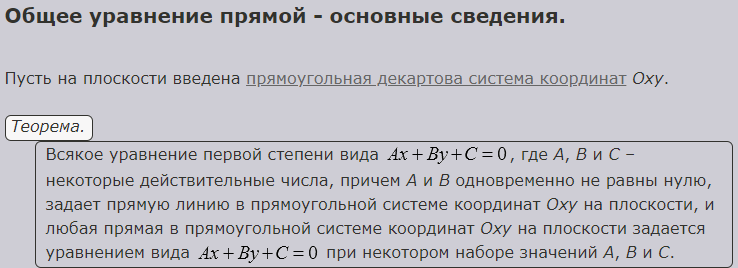 Общее уравнение прямой - основные сведения.
Пусть на плоскости введена прямоугольная декартова система координат Oxy.
Теорема.
Всякое уравнение первой степени вида Ax + By + C = 0, где A, B и C –
некоторые действительные числа, причем А и В одновременно не равны нулю,
задает прямую линию в прямоугольной системе координат Oxy на плоскости, и
любая прямая в прямоугольной системе координат Oxy на плоскости задается
уравнением вида Ax + By + C = 0 при некотором наборе значений А, В и С.